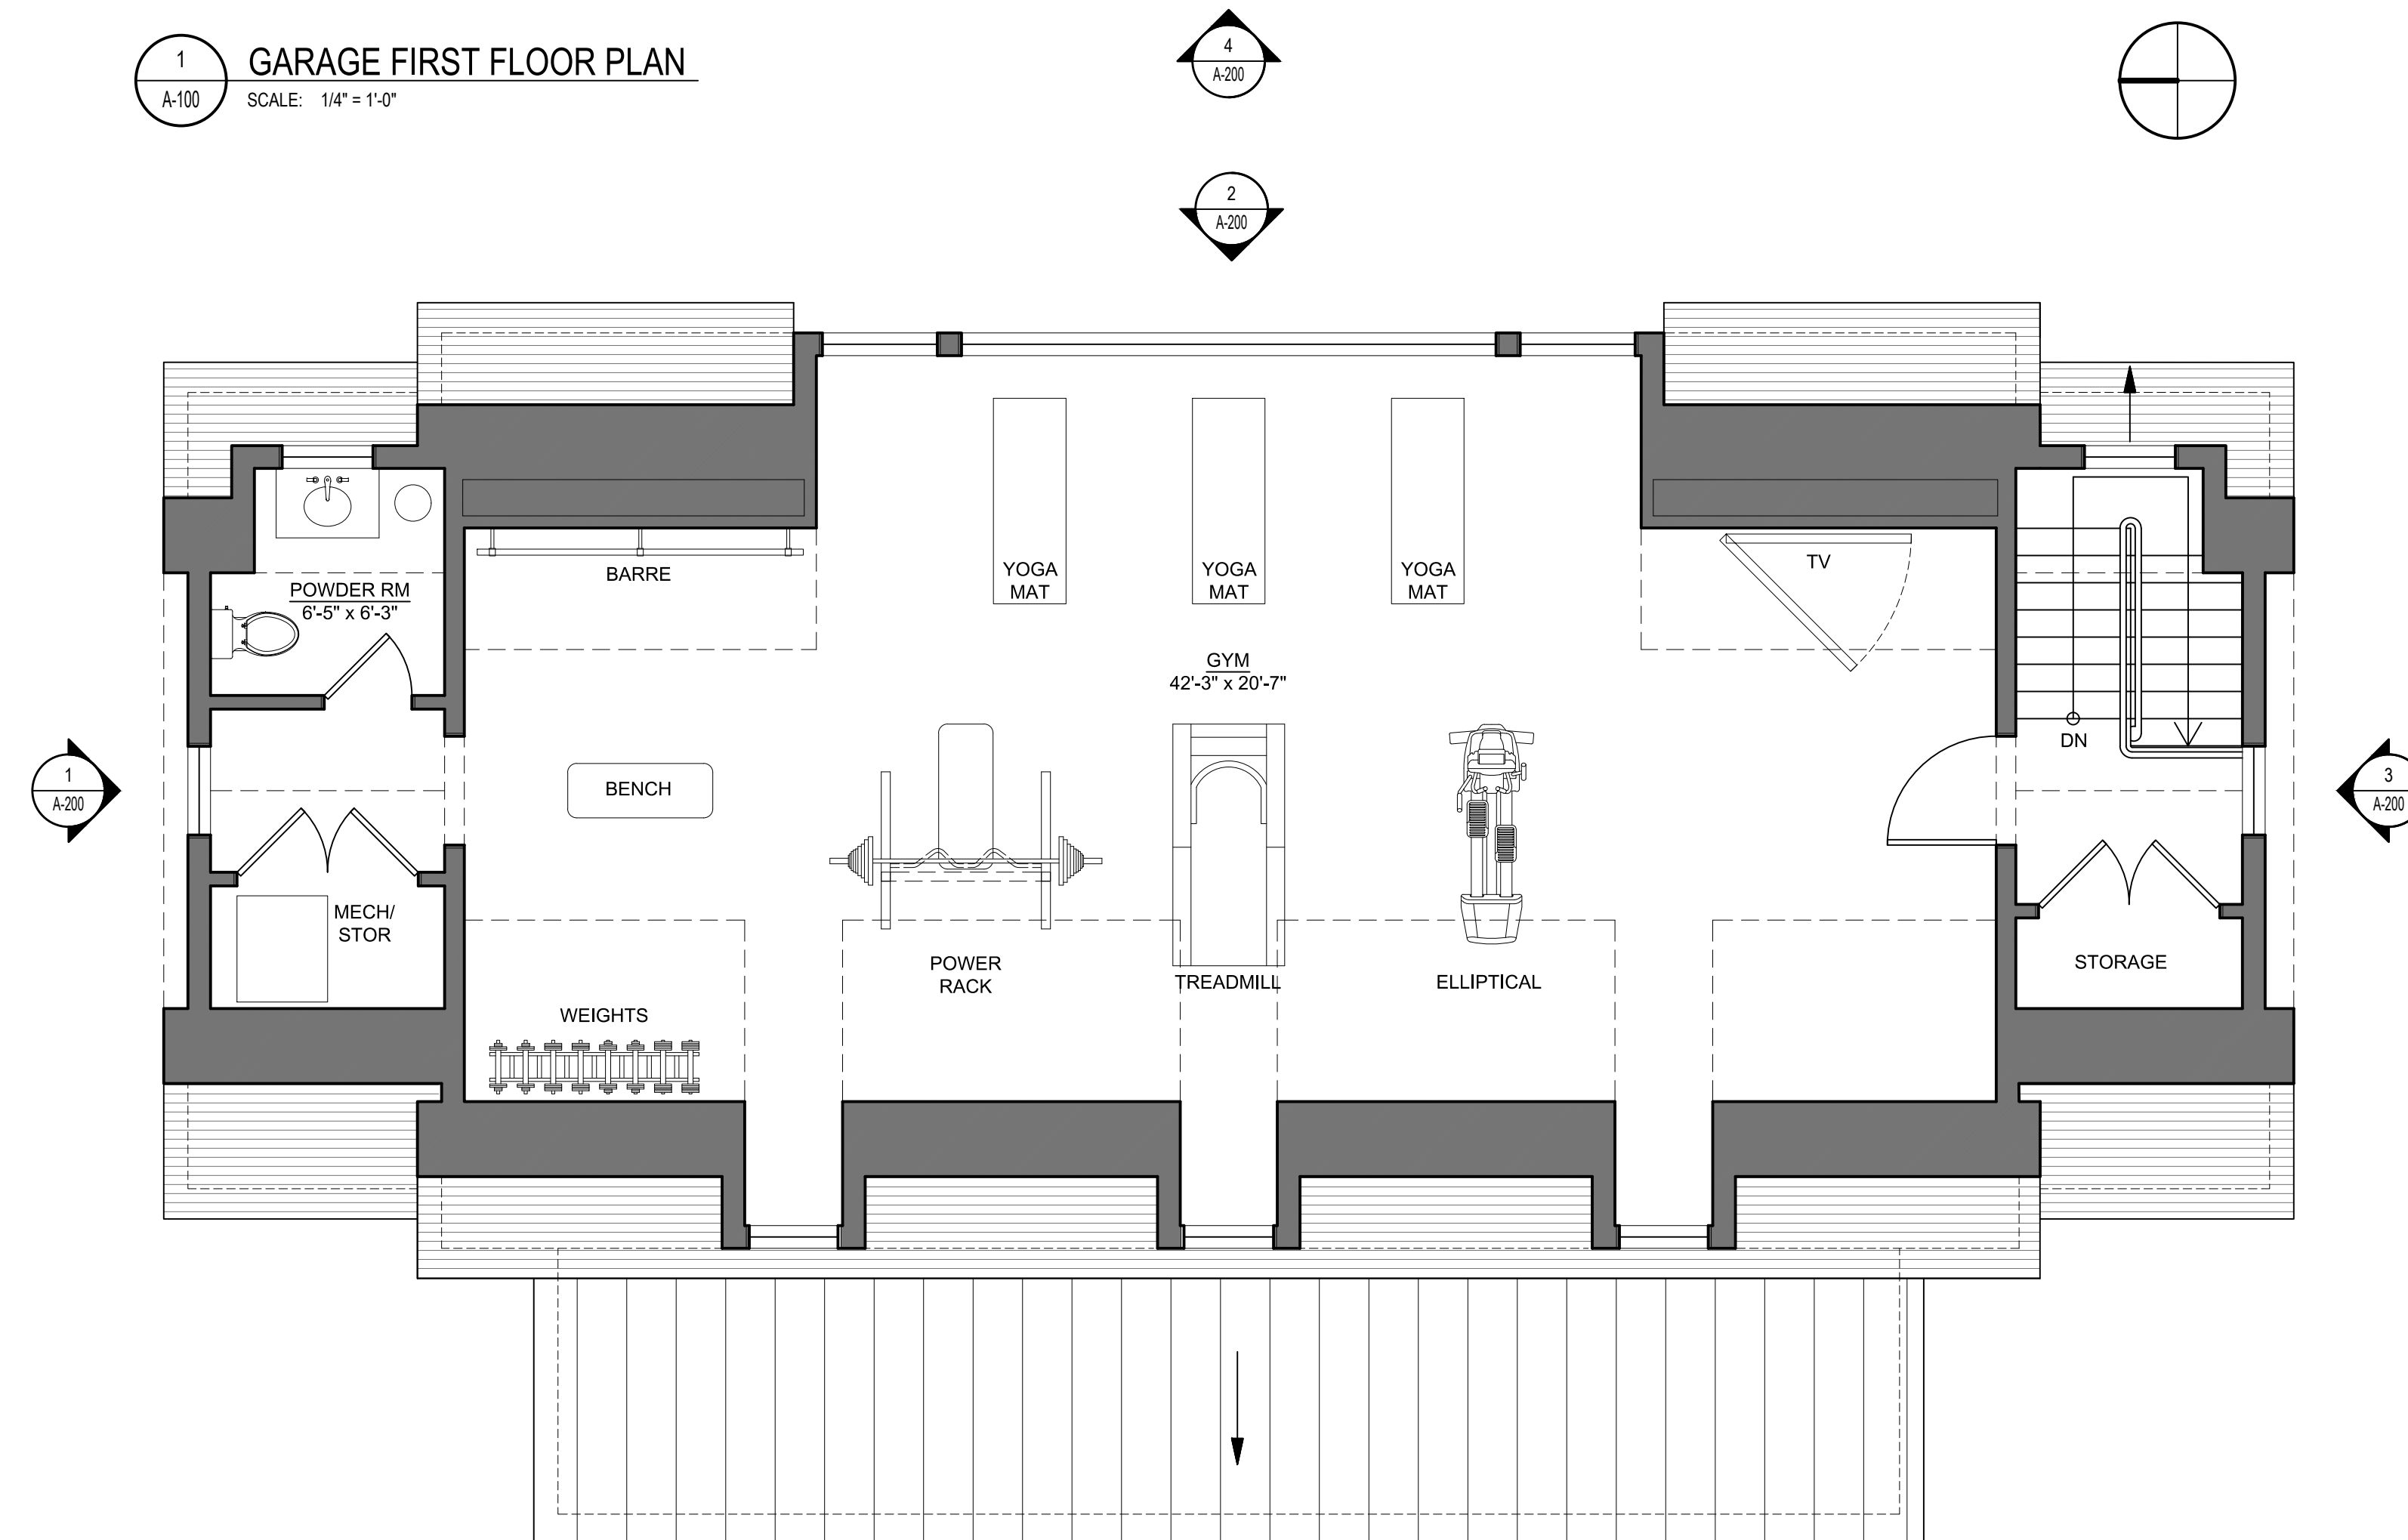 1
A-100
GARAGE FIRST FLOOR PLAN
SCALE: 1/4" = 1'-0"
4
A-200
2
A-200
BARRE
YOGA
MAT
YOGA
MAT
YOGA
MAT
TV
POWDER RM
6'-5" x 6'-3"
GYM
42'-3" x 20'-7"
DN
1
A-200
BENCH
3
A-200
MECH/
STOR
POWER
RACK
TREADMILL
ELLIPTICAL
STORAGE
WEIGHTS